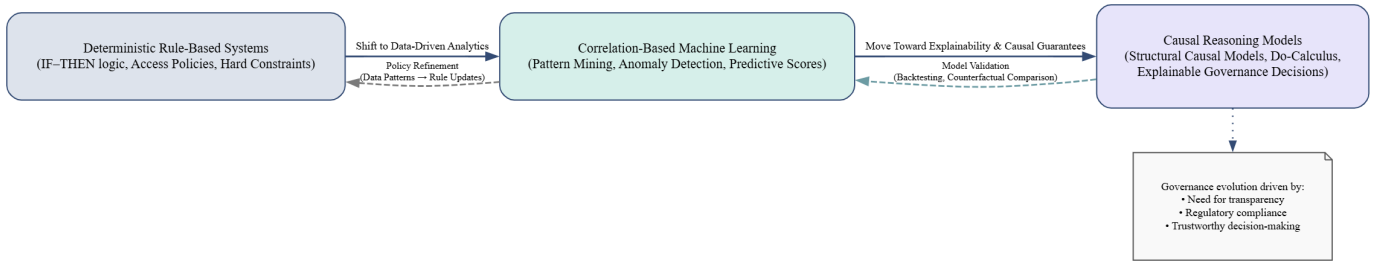 Deterministic Rule-Based Systems
(IF–THEN logic, Access Policies, Hard Constraints)
Shift to Data-Driven Analytics
Policy Refinement
(Data Patterns → Rule Updates)
Correlation-Based Machine Learning
(Pattern Mining, Anomaly Detection, Predictive Scores)
Move Toward Explainability & Causal Guarantees
Model Validation
(Backtesting, Counterfactual Comparison)
Causal Reasoning Models
(Structural Causal Models, Do-Calculus,
Explainable Governance Decisions)
Governance evolution driven by:
• Need for transparency
• Regulatory compliance
• Trustworthy decision-making